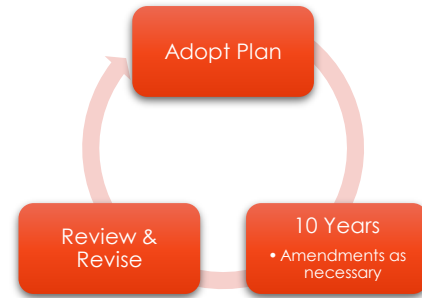 Adopt Plan
10 Years
• Amendments as
necessary
Review &
Revise